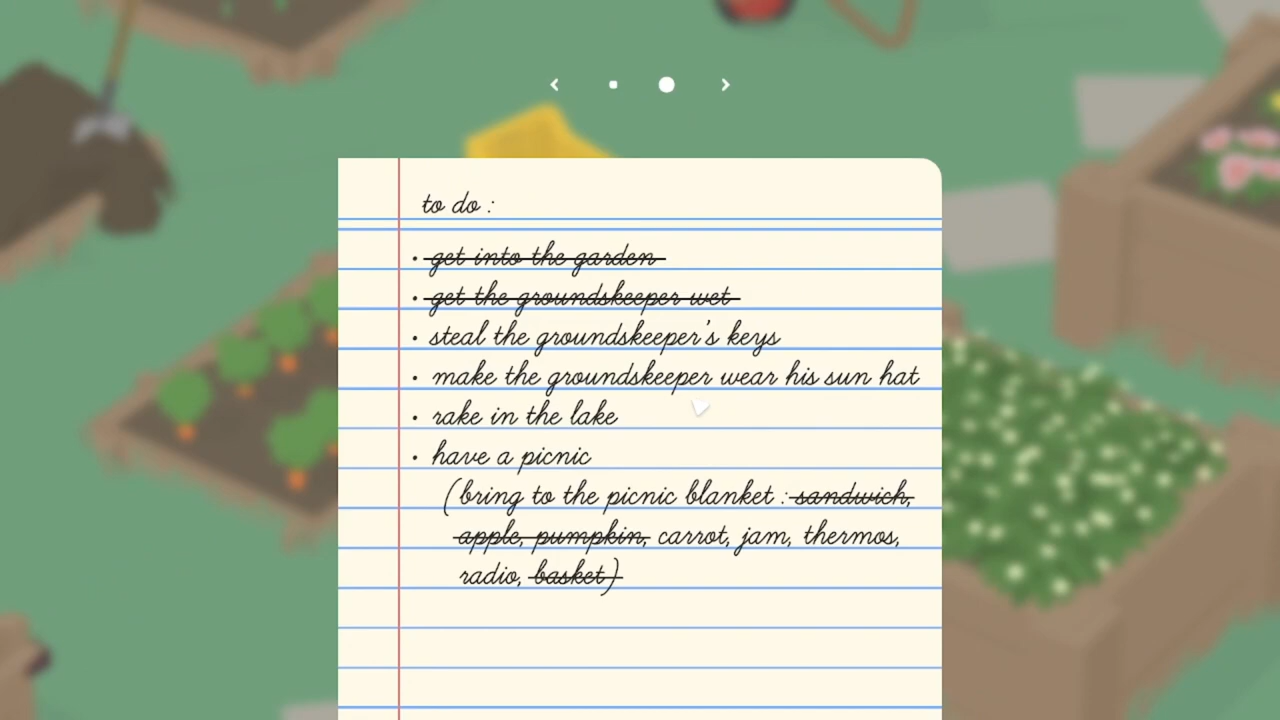 to do :
• get into the garden
• get the groundskeeper wet
• steal the groundskeeper's keys
• make the groundskeeper wear his sun hat
• rake in the lake
• have a picnic
(bring to the picnic blanket : sandwich,
apple, pumpkin, carrot, jam, thermos,
radio, basket)